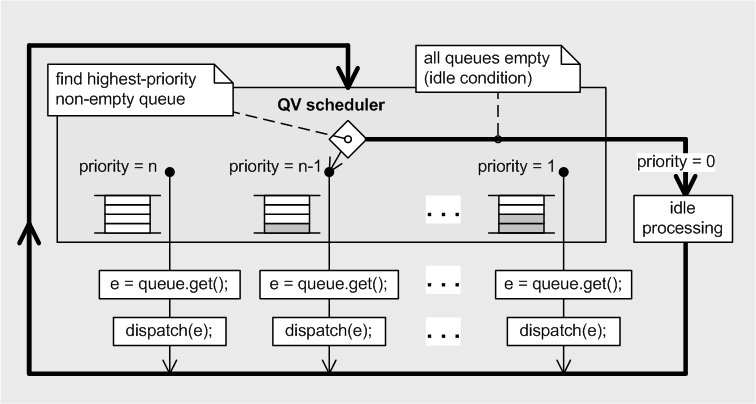 all queues empty
(idle condition)
find highest-priority
non-empty queue
QV scheduler
priority = n
priority = n-1
priority = 1
priority = 0
. . .
idle
processing
e = queue.get();
e = queue.get();
. . .
e = queue.get();
dispatch(e);
dispatch(e);
. . .
dispatch(e);